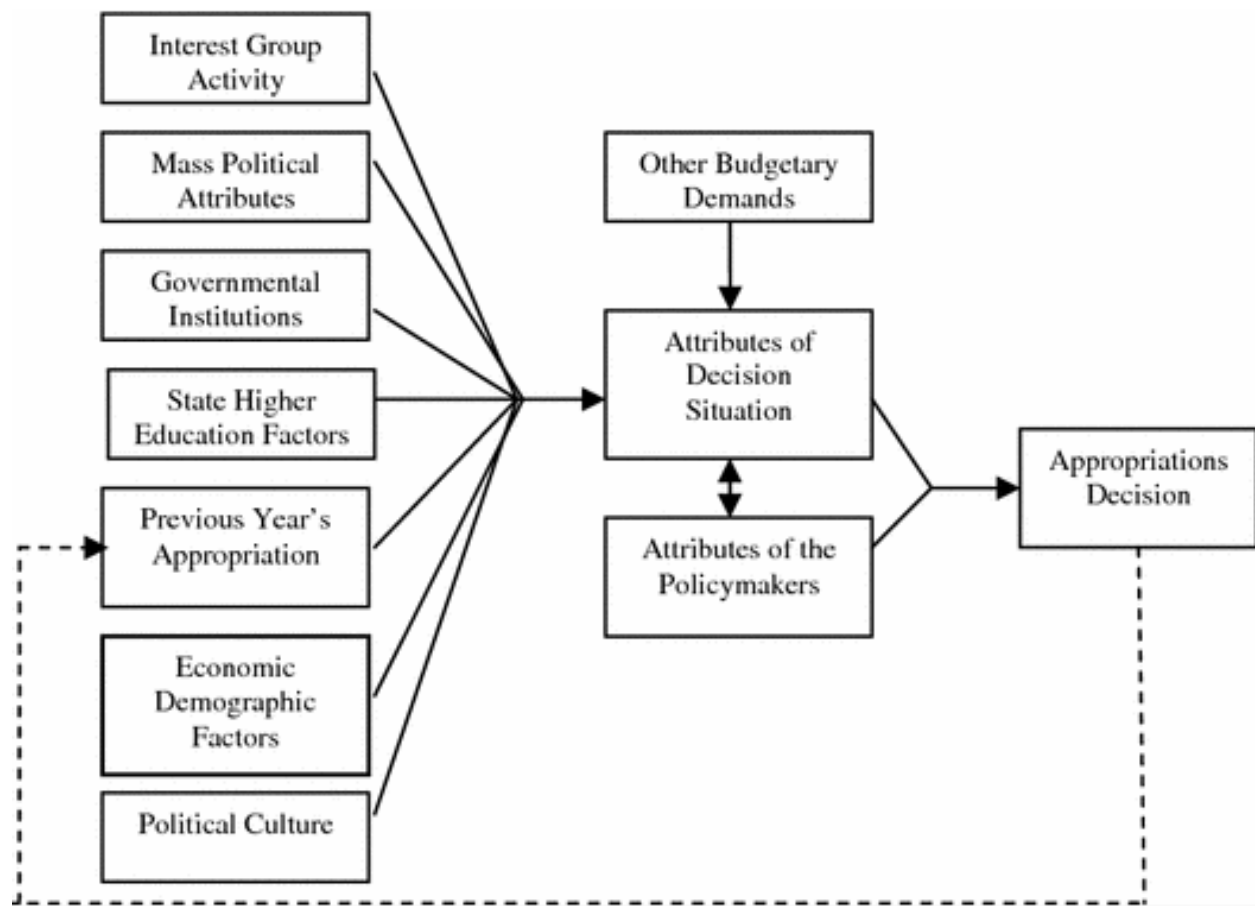 Interest Group
Activity
Mass Political
Attributes
Governmental
Institutions
State Higher
Education Factors
Previous Year’s
Appropriation
Economic
Demographic
Factors
Political Culture
Other Budgetary
Demands
Attributes of
Decision
Situation
Attributes of the
Policymakers
Appropriations
Decision